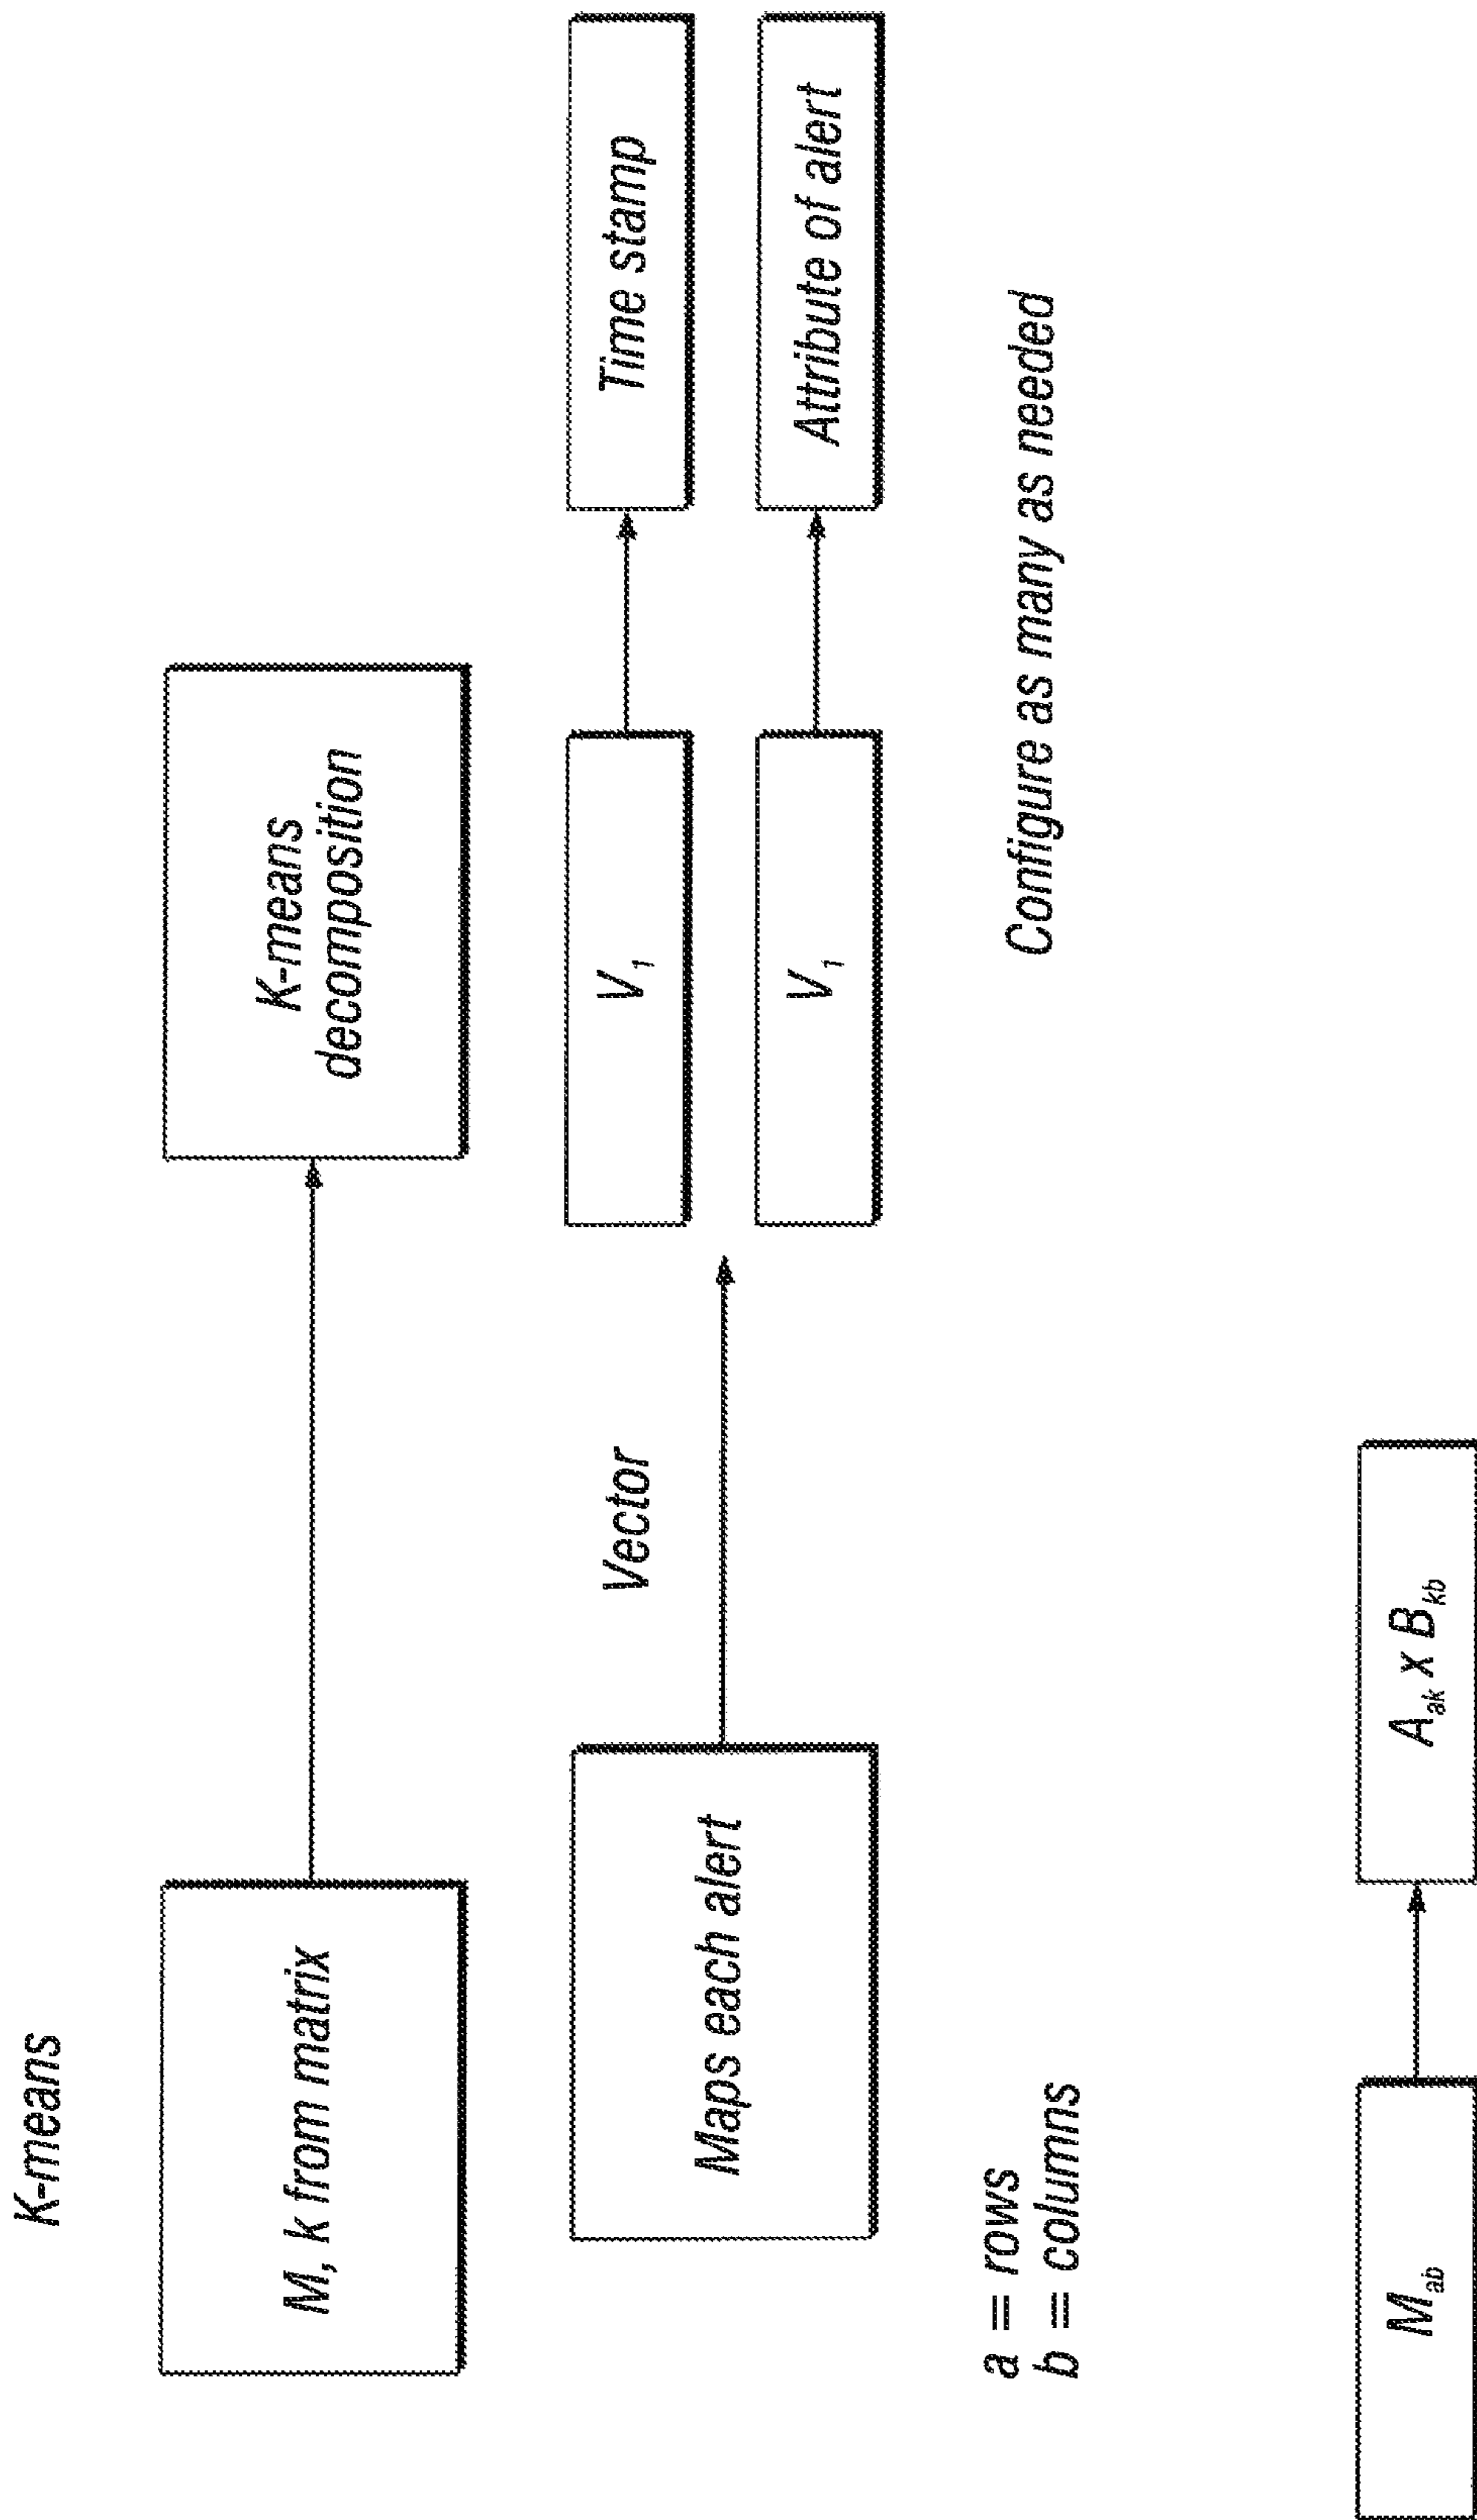 K-means
M, k from matrix
K-means
decomposition
Maps each alert
Vector
V₁
Time stamp
V₁
Attribute of alert
a = rows
b = columns
Configure as many as needed
Mₐb
Aₐₖ x Bₖb